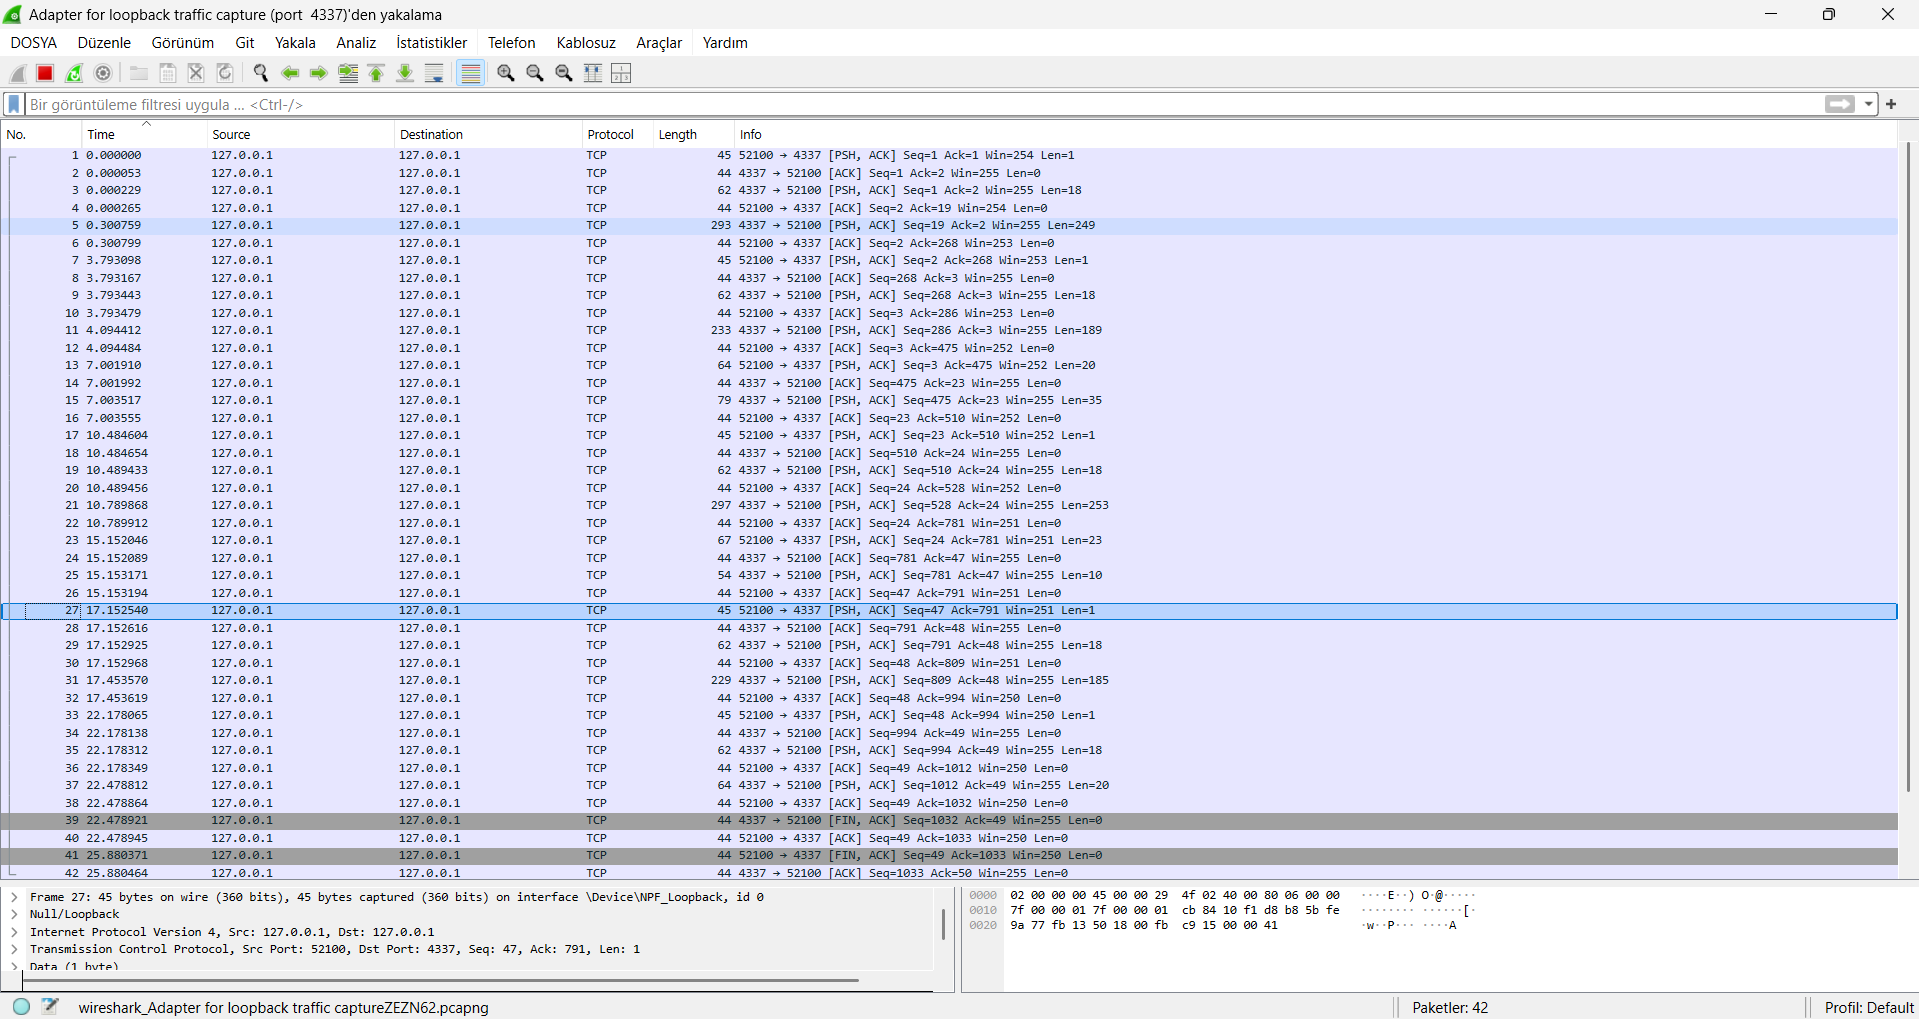 Adapter for loopback traffic capture (port  4337)'den yakalama
DOSYA Düzenle Görünüm Git Yakala Analiz İstatistikler Telefon Kablosuz Araçlar Yardım
Bir görüntüleme filtresi uygula ... <Ctrl-/>
No. Time Source Destination Protocol Length Info
1 0.000000 127.0.0.1 127.0.0.1 TCP 45 52100 → 4337 [PSH, ACK] Seq=1 Ack=1 Win=254 Len=1
2 0.000053 127.0.0.1 127.0.0.1 TCP 44 4337 → 52100 [ACK] Seq=1 Ack=2 Win=255 Len=0
3 0.000229 127.0.0.1 127.0.0.1 TCP 62 4337 → 52100 [PSH, ACK] Seq=1 Ack=2 Win=255 Len=18
4 0.000265 127.0.0.1 127.0.0.1 TCP 44 52100 → 4337 [ACK] Seq=2 Ack=19 Win=254 Len=0
5 0.300759 127.0.0.1 127.0.0.1 TCP 293 4337 → 52100 [PSH, ACK] Seq=19 Ack=2 Win=255 Len=249
6 0.300799 127.0.0.1 127.0.0.1 TCP 44 52100 → 4337 [ACK] Seq=2 Ack=268 Win=253 Len=0
7 3.793098 127.0.0.1 127.0.0.1 TCP 45 52100 → 4337 [PSH, ACK] Seq=2 Ack=268 Win=253 Len=1
8 3.793167 127.0.0.1 127.0.0.1 TCP 44 4337 → 52100 [ACK] Seq=268 Ack=3 Win=255 Len=0
9 3.793443 127.0.0.1 127.0.0.1 TCP 62 4337 → 52100 [PSH, ACK] Seq=268 Ack=3 Win=255 Len=18
10 3.793479 127.0.0.1 127.0.0.1 TCP 44 52100 → 4337 [ACK] Seq=3 Ack=286 Win=253 Len=0
11 4.094412 127.0.0.1 127.0.0.1 TCP 233 4337 → 52100 [PSH, ACK] Seq=286 Ack=3 Win=255 Len=189
12 4.094484 127.0.0.1 127.0.0.1 TCP 44 52100 → 4337 [ACK] Seq=3 Ack=475 Win=252 Len=0
13 7.001910 127.0.0.1 127.0.0.1 TCP 64 52100 → 4337 [PSH, ACK] Seq=3 Ack=475 Win=252 Len=20
14 7.001992 127.0.0.1 127.0.0.1 TCP 44 4337 → 52100 [ACK] Seq=475 Ack=23 Win=255 Len=0
15 7.003517 127.0.0.1 127.0.0.1 TCP 79 4337 → 52100 [PSH, ACK] Seq=475 Ack=23 Win=255 Len=35
16 7.003555 127.0.0.1 127.0.0.1 TCP 44 52100 → 4337 [ACK] Seq=23 Ack=510 Win=252 Len=0
17 10.484604 127.0.0.1 127.0.0.1 TCP 45 52100 → 4337 [PSH, ACK] Seq=23 Ack=510 Win=252 Len=1
18 10.484654 127.0.0.1 127.0.0.1 TCP 44 4337 → 52100 [ACK] Seq=510 Ack=24 Win=255 Len=0
19 10.489433 127.0.0.1 127.0.0.1 TCP 62 4337 → 52100 [PSH, ACK] Seq=510 Ack=24 Win=255 Len=18
20 10.489456 127.0.0.1 127.0.0.1 TCP 44 52100 → 4337 [ACK] Seq=24 Ack=528 Win=252 Len=0
21 10.789868 127.0.0.1 127.0.0.1 TCP 297 4337 → 52100 [PSH, ACK] Seq=528 Ack=24 Win=255 Len=253
22 10.789912 127.0.0.1 127.0.0.1 TCP 44 52100 → 4337 [ACK] Seq=24 Ack=781 Win=251 Len=0
23 15.152046 127.0.0.1 127.0.0.1 TCP 67 52100 → 4337 [PSH, ACK] Seq=24 Ack=781 Win=251 Len=23
24 15.152089 127.0.0.1 127.0.0.1 TCP 44 4337 → 52100 [ACK] Seq=781 Ack=47 Win=255 Len=0
25 15.153171 127.0.0.1 127.0.0.1 TCP 54 4337 → 52100 [PSH, ACK] Seq=781 Ack=47 Win=255 Len=10
26 15.153194 127.0.0.1 127.0.0.1 TCP 44 52100 → 4337 [ACK] Seq=47 Ack=791 Win=251 Len=0
27 17.152540 127.0.0.1 127.0.0.1 TCP 45 52100 → 4337 [PSH, ACK] Seq=47 Ack=791 Win=251 Len=1
28 17.152616 127.0.0.1 127.0.0.1 TCP 44 4337 → 52100 [ACK] Seq=791 Ack=48 Win=255 Len=0
29 17.152925 127.0.0.1 127.0.0.1 TCP 62 4337 → 52100 [PSH, ACK] Seq=791 Ack=48 Win=255 Len=18
30 17.152968 127.0.0.1 127.0.0.1 TCP 44 52100 → 4337 [ACK] Seq=48 Ack=809 Win=251 Len=0
31 17.453570 127.0.0.1 127.0.0.1 TCP 229 4337 → 52100 [PSH, ACK] Seq=809 Ack=48 Win=255 Len=185
32 17.453619 127.0.0.1 127.0.0.1 TCP 44 52100 → 4337 [ACK] Seq=48 Ack=994 Win=250 Len=0
33 22.178065 127.0.0.1 127.0.0.1 TCP 45 52100 → 4337 [PSH, ACK] Seq=48 Ack=994 Win=250 Len=1
34 22.178138 127.0.0.1 127.0.0.1 TCP 44 4337 → 52100 [ACK] Seq=994 Ack=49 Win=255 Len=0
35 22.178312 127.0.0.1 127.0.0.1 TCP 62 4337 → 52100 [PSH, ACK] Seq=994 Ack=49 Win=255 Len=18
36 22.178349 127.0.0.1 127.0.0.1 TCP 44 52100 → 4337 [ACK] Seq=49 Ack=1012 Win=250 Len=0
37 22.478812 127.0.0.1 127.0.0.1 TCP 64 4337 → 52100 [PSH, ACK] Seq=1012 Ack=49 Win=255 Len=20
38 22.478864 127.0.0.1 127.0.0.1 TCP 44 52100 → 4337 [ACK] Seq=49 Ack=1032 Win=250 Len=0
39 22.478921 127.0.0.1 127.0.0.1 TCP 44 4337 → 52100 [FIN, ACK] Seq=1032 Ack=49 Win=255 Len=0
40 22.478945 127.0.0.1 127.0.0.1 TCP 44 52100 → 4337 [ACK] Seq=49 Ack=1033 Win=250 Len=0
41 25.880371 127.0.0.1 127.0.0.1 TCP 44 52100 → 4337 [FIN, ACK] Seq=49 Ack=1033 Win=250 Len=0
42 25.880464 127.0.0.1 127.0.0.1 TCP 44 4337 → 52100 [ACK] Seq=1033 Ack=50 Win=255 Len=0
Frame 27: 45 bytes on wire (360 bits), 45 bytes captured (360 bits) on interface \Device\NPF_Loopback, id 0
Null/Loopback
Internet Protocol Version 4, Src: 127.0.0.1, Dst: 127.0.0.1
Transmission Control Protocol, Src Port: 52100, Dst Port: 4337, Seq: 47, Ack: 791, Len: 1
Data (1 byte)
0000 02 00 00 00 45 00 00 29 4f 02 40 00 80 06 00 00 ····E··) O·@·····
0010 7f 00 00 01 7f 00 00 01 cb 84 10 f1 d8 b8 5b fe ········ ······[·
0020 9a 77 fb 13 50 18 00 fb c9 15 00 00 41 ·w··P··· ····A
wireshark_Adapter for loopback traffic captureZEZN62.pcapng
Paketler: 42
Profil: Default